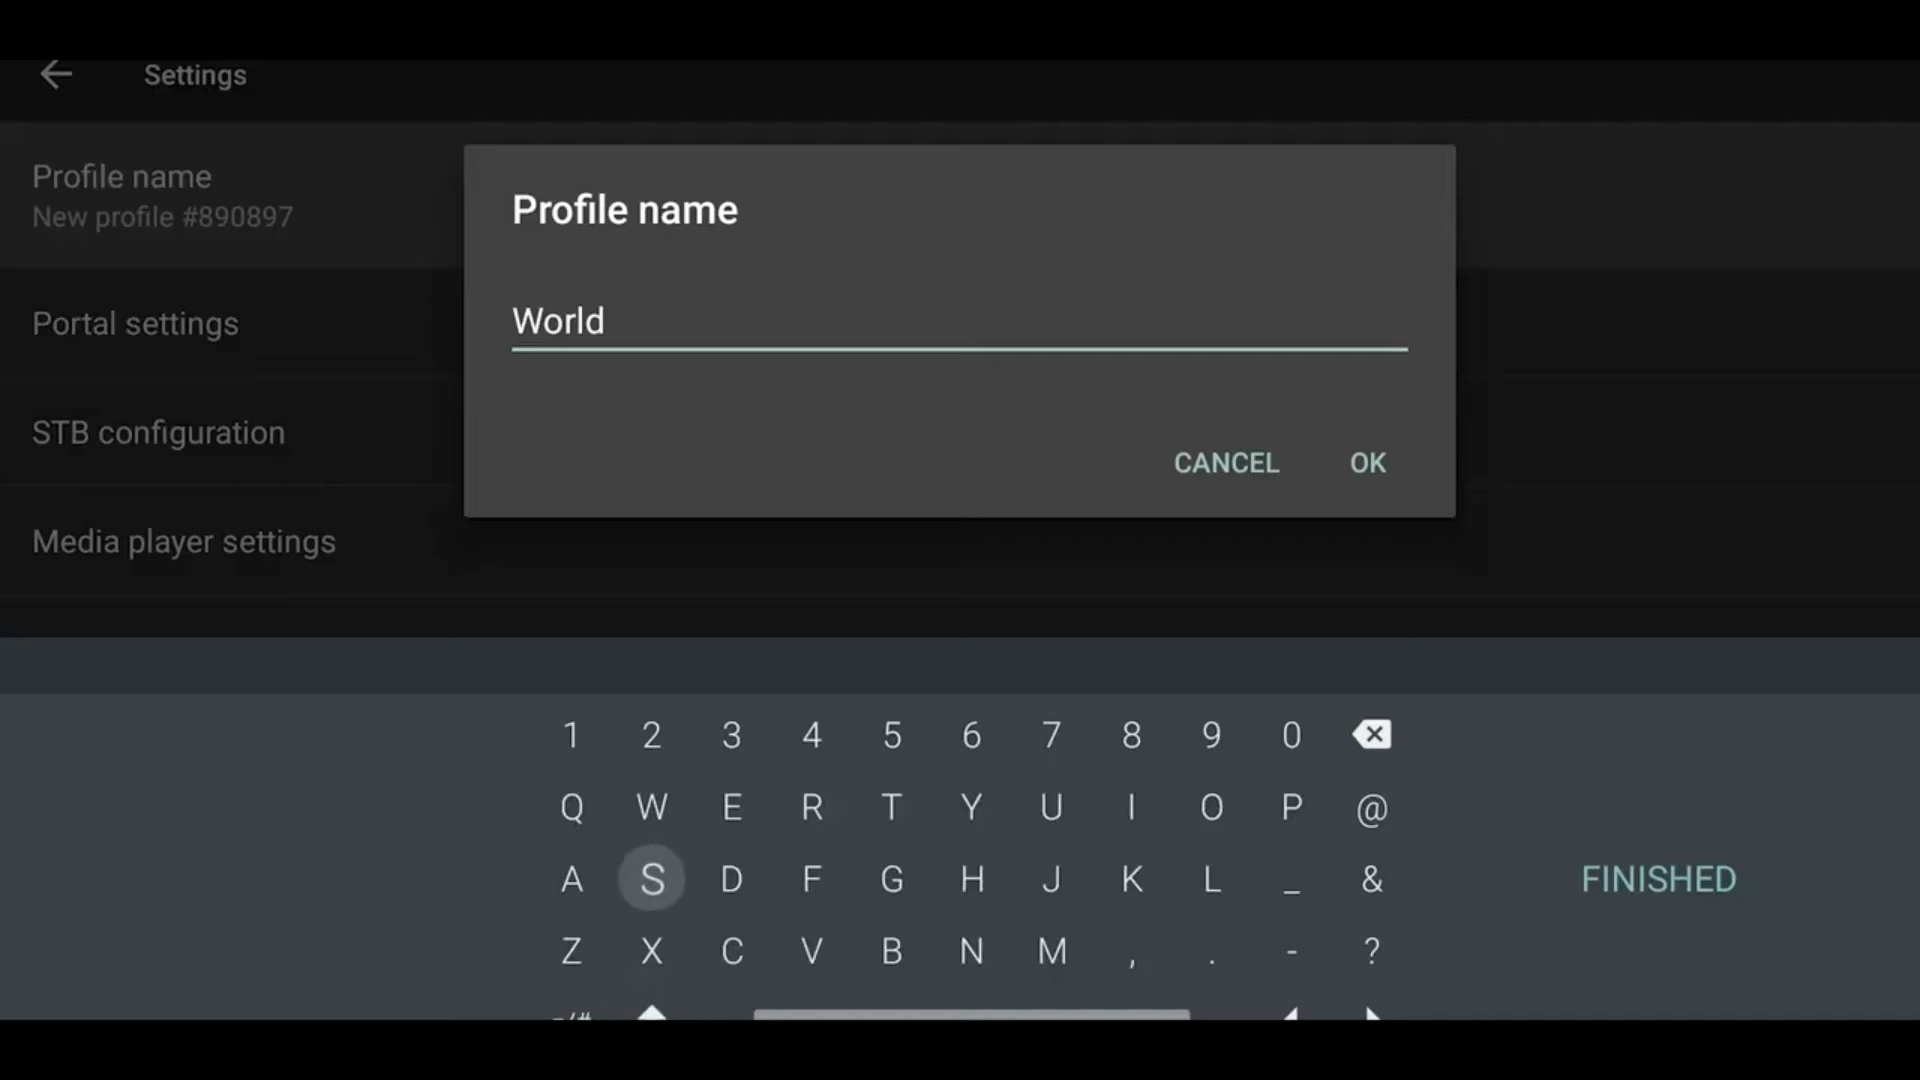 Settings
Profile name
New profile #890897
Portal settings
STB configuration
Media player settings
Profile name
World
CANCEL OK
1 2 3 4 5 6 7 8 9 0
Q W E R T Y U I O P @
A S D F G H J K L _ &
FINISHED
Z X C V B N M , . - ?